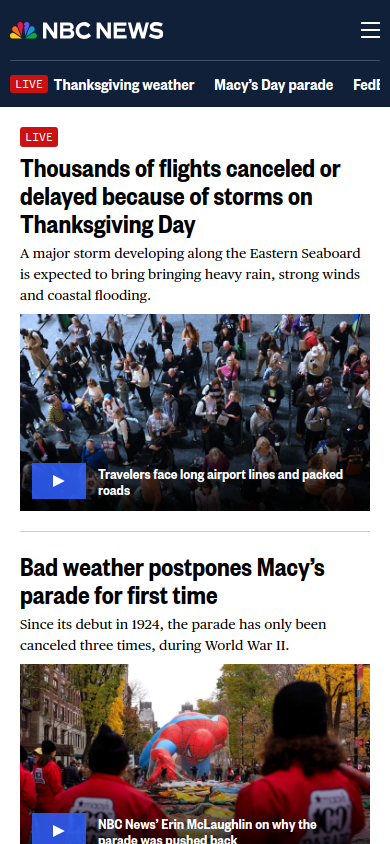 NBC NEWS
LIVE Thanksgiving weather Macy's Day parade FedE
LIVE
Thousands of flights canceled or
delayed because of storms on
Thanksgiving Day
A major storm developing along the Eastern Seaboard
is expected to bring bringing heavy rain, strong winds
and coastal flooding.
Travelers face long airport lines and packed
roads
Bad weather postpones Macy's
parade for first time
Since its debut in 1924, the parade has only been
canceled three times, during World War II.
NBC News' Erin McLaughlin on why the
parade was pushed back